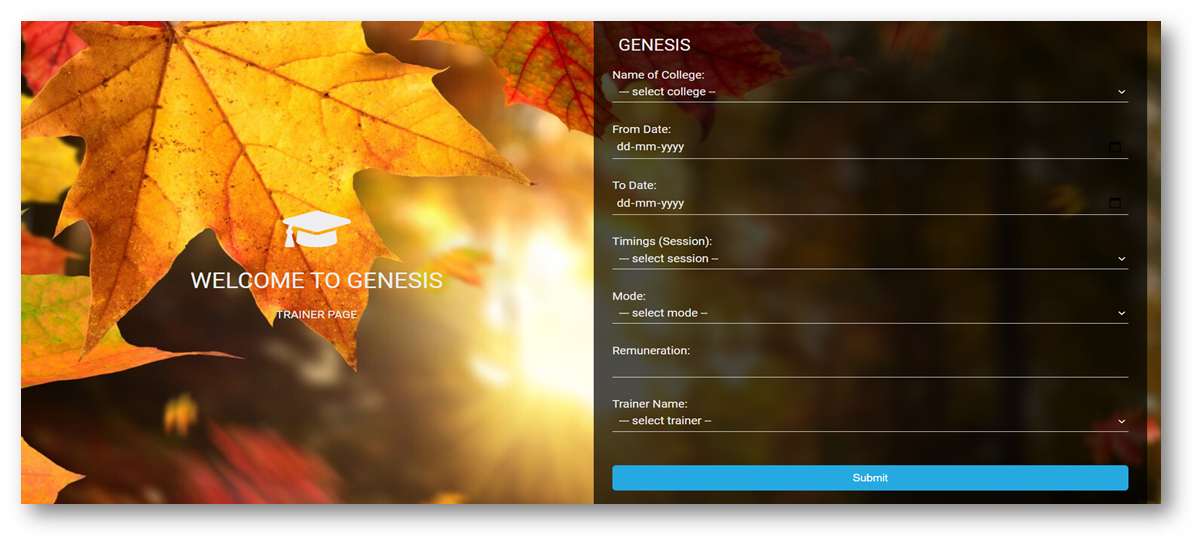 WELCOME TO GENESIS
TRAINER PAGE
GENESIS
Name of College:
--- select college --
From Date:
dd-mm-yyyy
To Date:
dd-mm-yyyy
Timings (Session):
--- select session --
Mode:
--- select mode --
Remuneration:
Trainer Name:
--- select trainer --
Submit